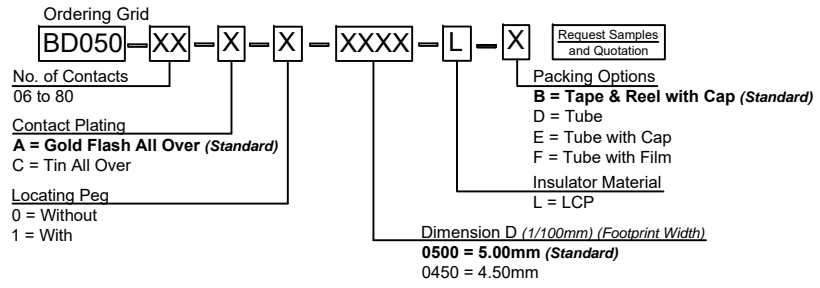 Ordering Grid
BD050 XX X X XXXX L X
Request Samples
and Quotation
No. of Contacts
06 to 80
Contact Plating
A = Gold Flash All Over (Standard)
C = Tin All Over
Locating Peg
0 = Without
1 = With
Dimension D (1/100mm) (Footprint Width)
0500 = 5.00mm (Standard)
0450 = 4.50mm
Insulator Material
L = LCP
Packing Options
B = Tape & Reel with Cap (Standard)
D = Tube
E = Tube with Cap
F = Tube with Film